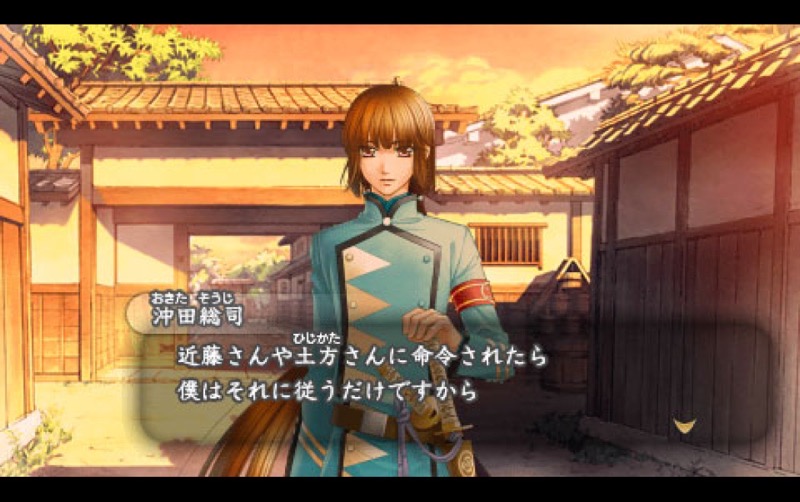 おきた そうじ
沖田総司
ひじかた
近藤さんや土方さんに命令されたら
僕はそれに従うだけですから